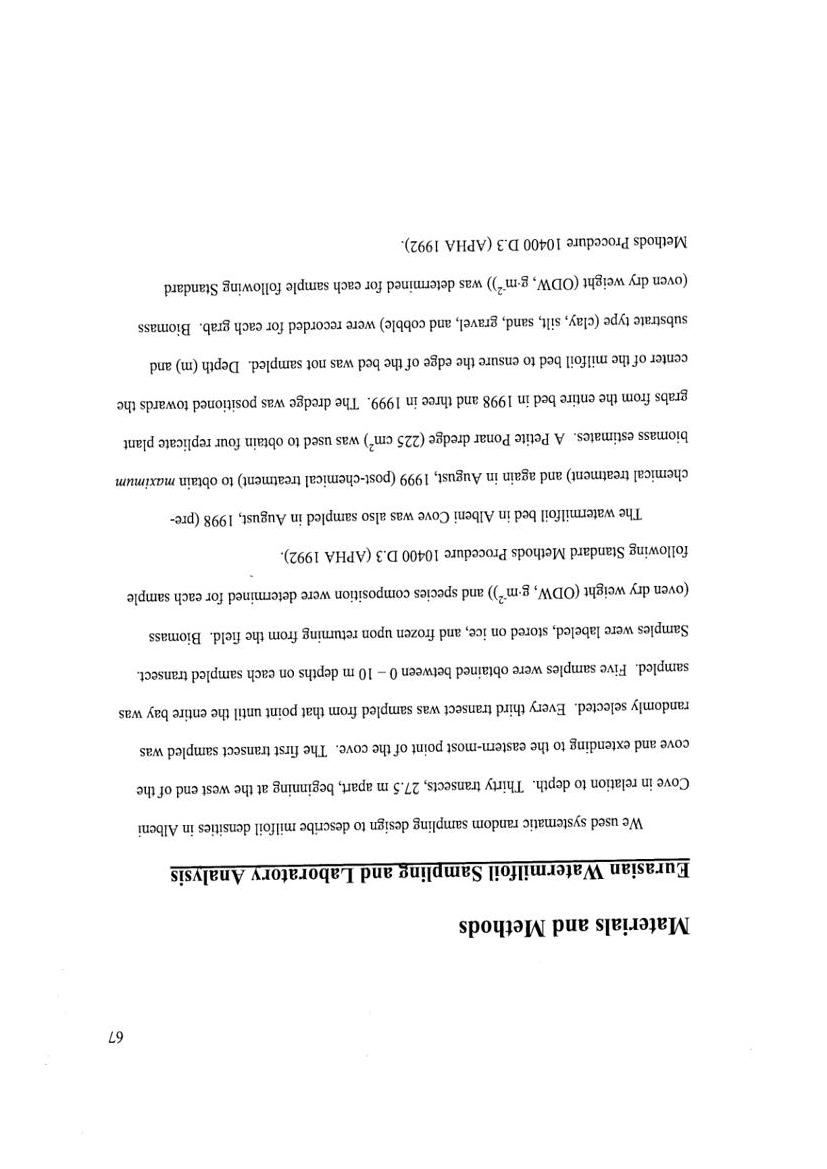 67
Materials and Methods
Eurasian Watermilfoil Sampling and Laboratory Analysis
We used systematic random sampling design to describe milfoil densities in Albeni
Cove in relation to depth. Thirty transects, 27.5 m apart, beginning at the west end of the
cove and extending to the eastern-most point of the cove. The first transect sampled was
randomly selected. Every third transect was sampled from that point until the entire bay was
sampled. Five samples were obtained between 0 – 10 m depths on each sampled transect.
Samples were labeled, stored on ice, and frozen upon returning from the field. Biomass
(oven dry weight (ODW, g·m⁻²)) and species composition were determined for each sample
following Standard Methods Procedure 10400 D.3 (APHA 1992).
The watermilfoil bed in Albeni Cove was also sampled in August, 1998 (pre-
chemical treatment) and again in August, 1999 (post-chemical treatment) to obtain maximum
biomass estimates. A Petite Ponar dredge (225 cm²) was used to obtain four replicate plant
grabs from the entire bed in 1998 and three in 1999. The dredge was positioned towards the
center of the milfoil bed to ensure the edge of the bed was not sampled. Depth (m) and
substrate type (clay, silt, sand, gravel, and cobble) were recorded for each grab. Biomass
(oven dry weight (ODW, g·m⁻²)) was determined for each sample following Standard
Methods Procedure 10400 D.3 (APHA 1992).